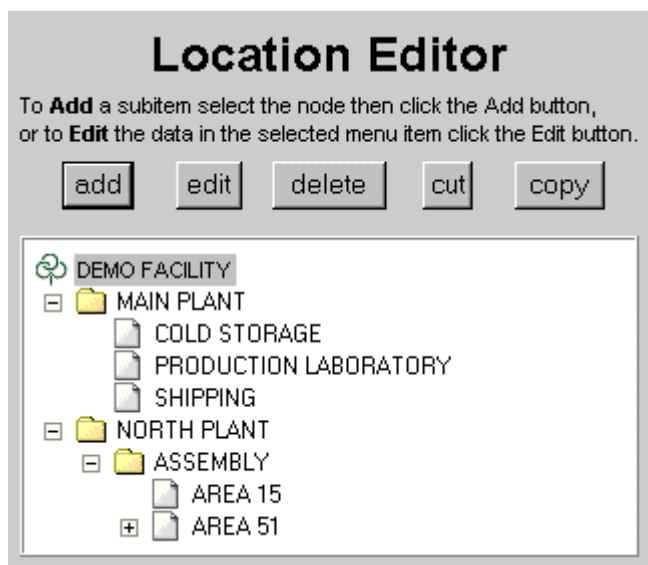 Location Editor
To Add a subitem select the node then click the Add button,
or to Edit the data in the selected menu item click the Edit button.
add edit delete cut copy
DEMO FACILITY
MAIN PLANT
COLD STORAGE
PRODUCTION LABORATORY
SHIPPING
NORTH PLANT
ASSEMBLY
AREA 15
AREA 51